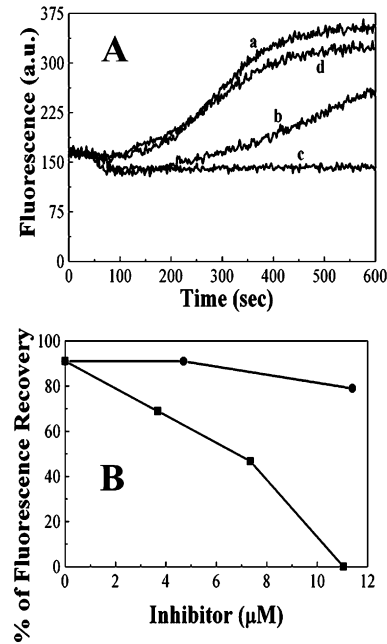 375
300
225
150
75
0
Fluorescence (a.u.)
A
a
d
b
c
0 100 200 300 400 500 600
Time (sec)
100
80
60
40
20
0
% of Fluorescence Recovery
B
0 2 4 6 8 10 12
Inhibitor (μM)